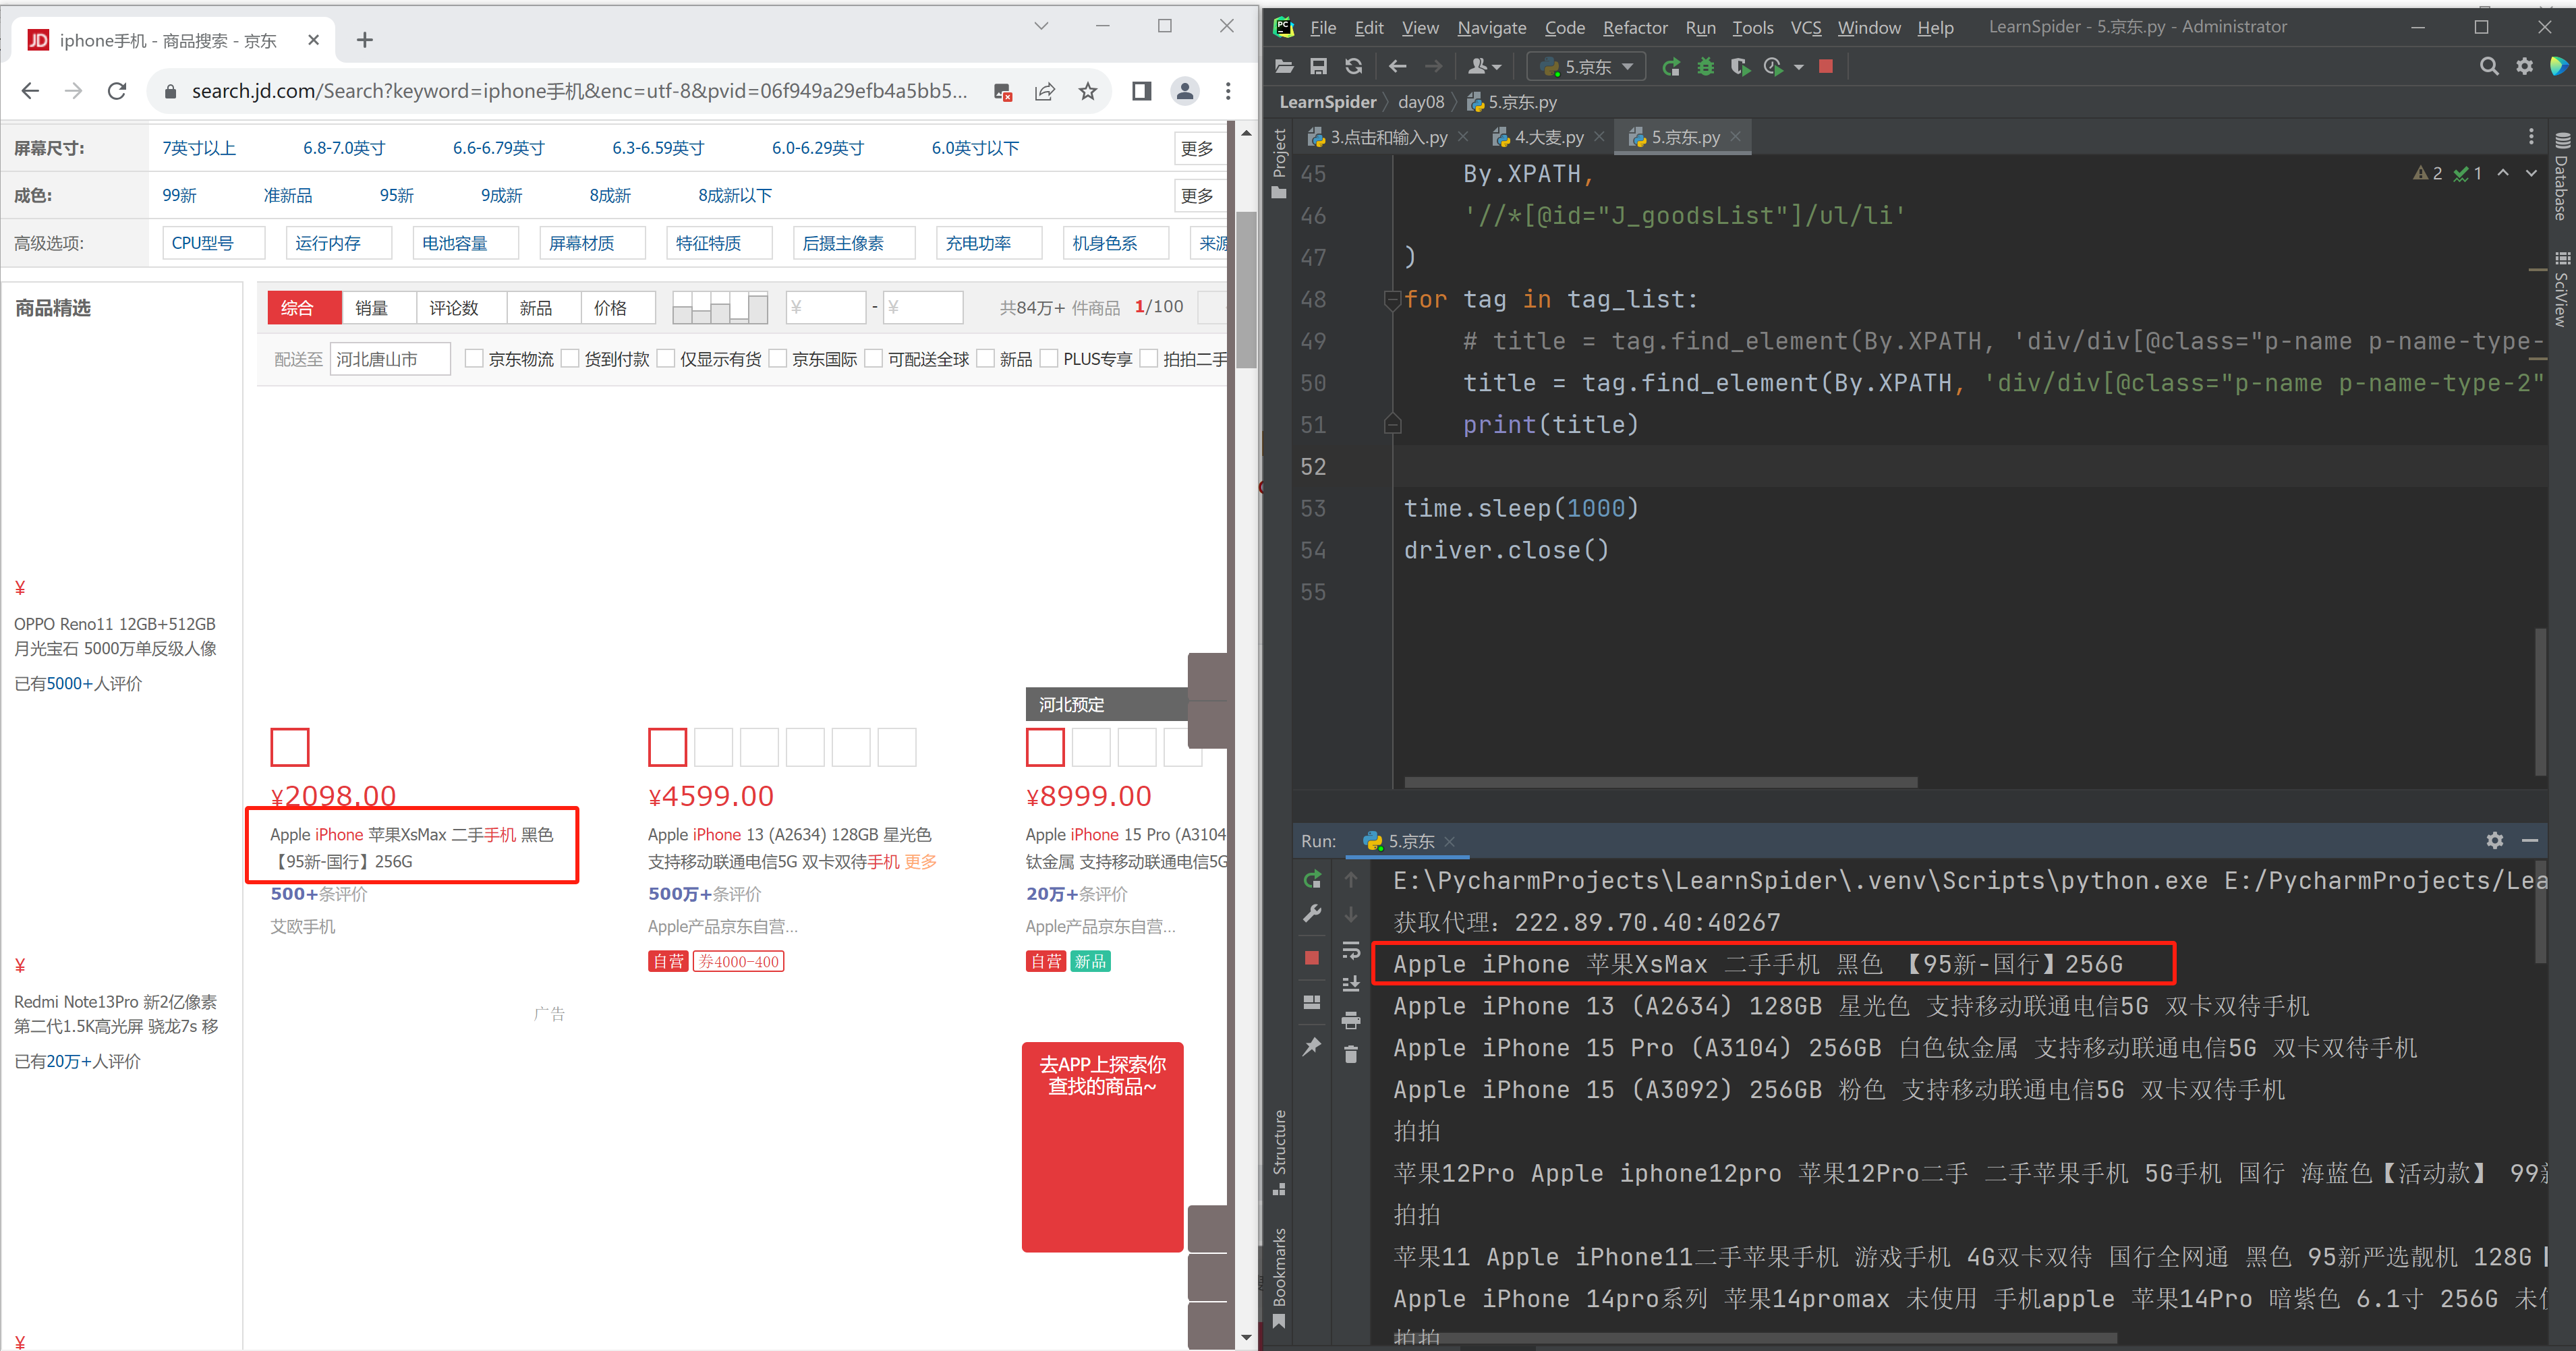 iphone手机 - 商品搜索 - 京东
search.jd.com/Search?keyword=iphone手机&enc=utf-8&pvid=06f949a29efb4a5bb5...
屏幕尺寸: 7英寸以上 6.8-7.0英寸 6.6-6.79英寸 6.3-6.59英寸 6.0-6.29英寸 6.0英寸以下 更多
成色: 99新 准新品 95新 9成新 8成新 8成新以下 更多
高级选项: CPU型号 运行内存 电池容量 屏幕材质 特征特质 后摄主像素 充电功率 机身色系 来源
商品精选
综合 销量 评论数 新品 价格 ¥ - ¥ 共84万+ 件商品 1/100
配送至 河北唐山市 京东物流 货到付款 仅显示有货 京东国际 可配送全球 新品 PLUS专享 拍拍二手
¥
OPPO Reno11 12GB+512GB
月光宝石 5000万单反级人像
已有5000+人评价
¥
Redmi Note13Pro 新2亿像素
第二代1.5K高光屏 骁龙7s 移
已有20万+人评价
¥
¥2098.00
Apple iPhone 苹果XsMax 二手手机 黑色
【95新-国行】256G
500+条评价
艾欧手机
广告
¥4599.00
Apple iPhone 13 (A2634) 128GB 星光色
支持移动联通电信5G 双卡双待手机 更多
500万+条评价
Apple产品京东自营...
自营 券4000-400
河北预定
¥8999.00
Apple iPhone 15 Pro (A3104
钛金属 支持移动联通电信5G
20万+条评价
Apple产品京东自营...
自营 新品
去APP上探索你
查找的商品~
File Edit View Navigate Code Refactor Run Tools VCS Window Help LearnSpider - 5.京东.py - Administrator
5.京东
LearnSpider day08 5.京东.py
3.点击和输入.py 4.大麦.py 5.京东.py
Project
Database
SciView
2 1
45 By.XPATH,
46 '//*[@id="J_goodsList"]/ul/li'
47 )
48 for tag in tag_list:
49 # title = tag.find_element(By.XPATH, 'div/div[@class="p-name p-name-type-
50 title = tag.find_element(By.XPATH, 'div/div[@class="p-name p-name-type-2"
51 print(title)
52
53 time.sleep(1000)
54 driver.close()
55
Run: 5.京东
E:\PycharmProjects\LearnSpider\.venv\Scripts\python.exe E:/PycharmProjects/Lea
获取代理: 222.89.70.40:40267
Apple iPhone 苹果XsMax 二手手机 黑色 【95新-国行】256G
Apple iPhone 13 (A2634) 128GB 星光色 支持移动联通电信5G 双卡双待手机
Apple iPhone 15 Pro (A3104) 256GB 白色钛金属 支持移动联通电信5G 双卡双待手机
Apple iPhone 15 (A3092) 256GB 粉色 支持移动联通电信5G 双卡双待手机
拍拍
苹果12Pro Apple iphone12pro 苹果12Pro二手 二手苹果手机 5G手机 国行 海蓝色【活动款】 99新
拍拍
苹果11 Apple iPhone11二手苹果手机 游戏手机 4G双卡双待 国行全网通 黑色 95新严选靓机 128G
Apple iPhone 14pro系列 苹果14promax 未使用 手机apple 苹果14Pro 暗紫色 6.1寸 256G 未使
拍拍
Structure
Bookmarks